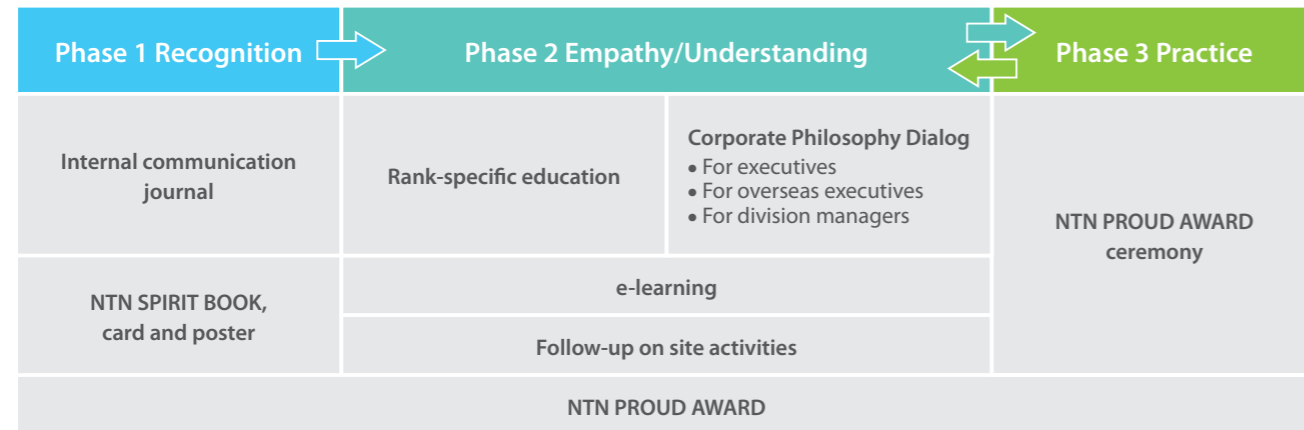 Phase 1 Recognition
Phase 2 Empathy/Understanding
Phase 3 Practice
Internal communication
journal
Rank-specific education
Corporate Philosophy Dialog
• For executives
• For overseas executives
• For division managers
NTN PROUD AWARD
ceremony
NTN SPIRIT BOOK,
card and poster
e-learning
Follow-up on site activities
NTN PROUD AWARD